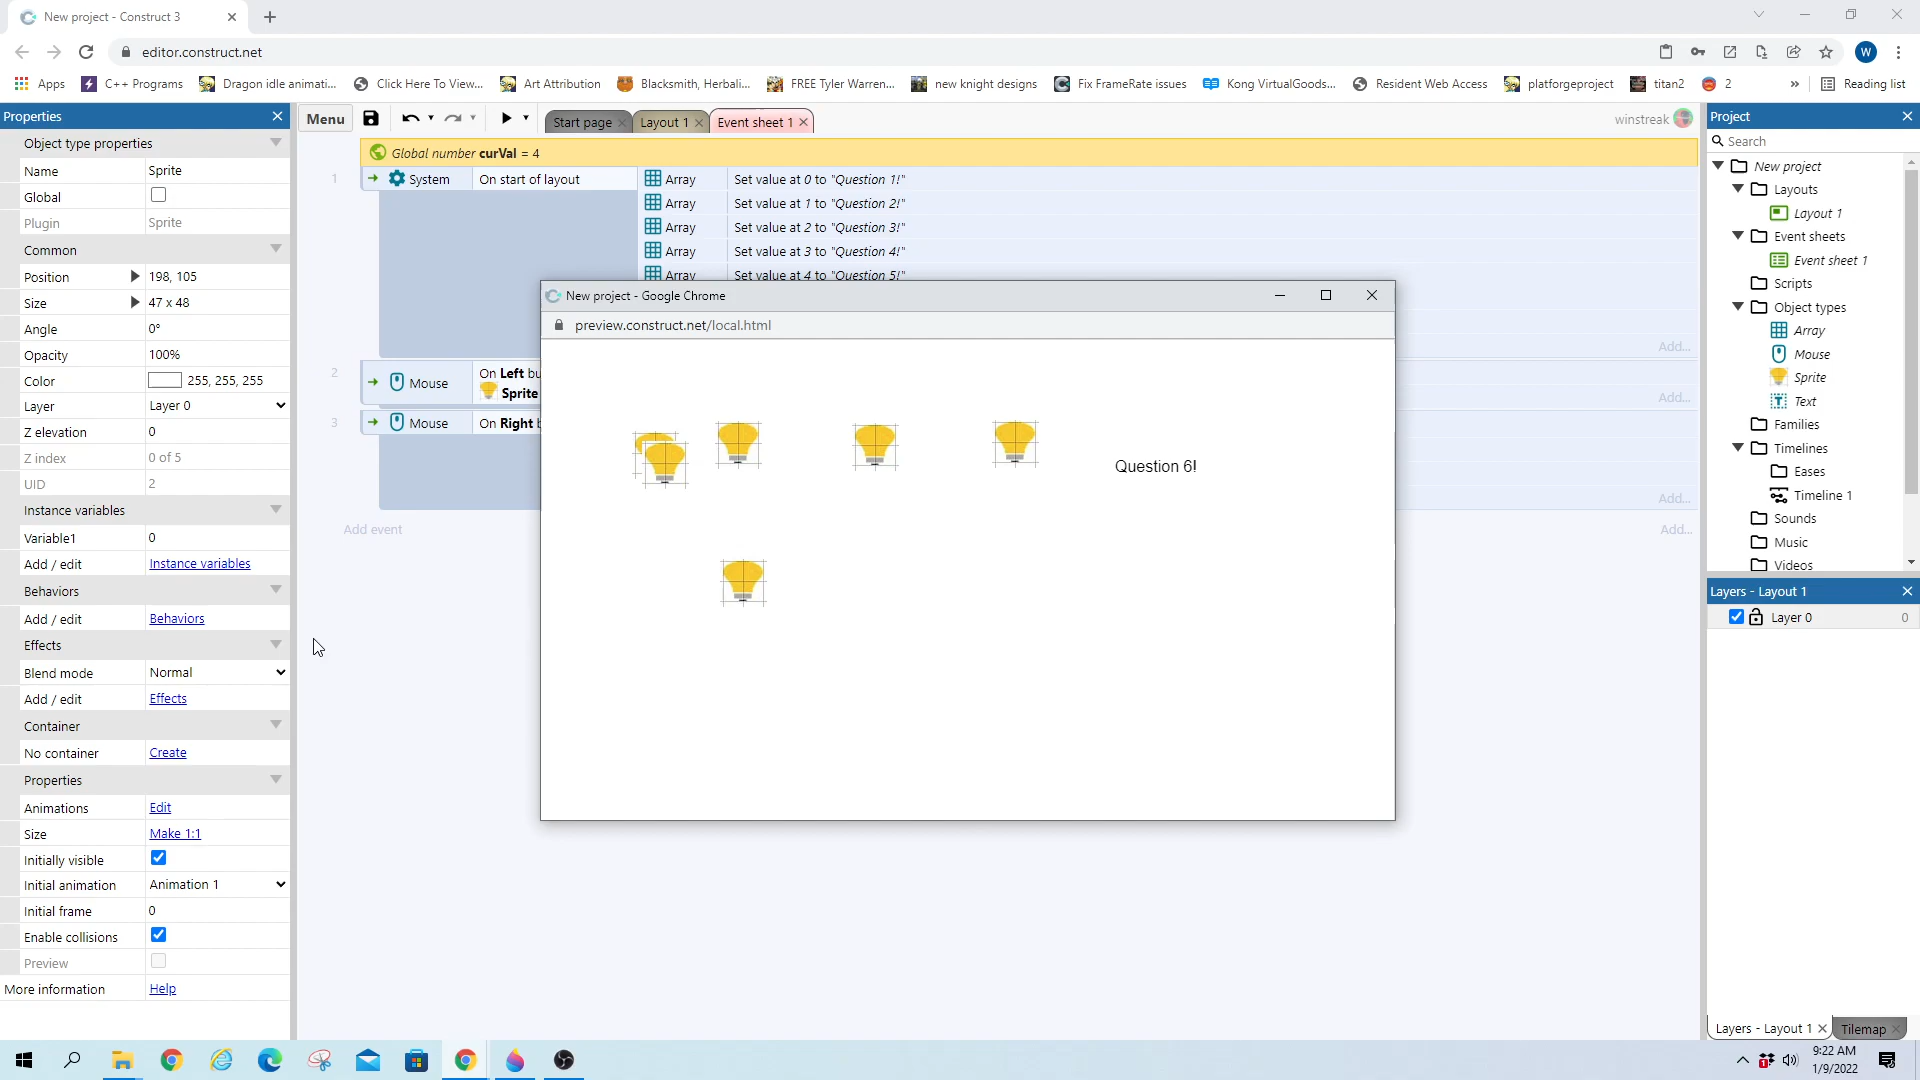 New project - Construct 3
editor.construct.net
W
Apps
C++ Programs
Dragon idle animati...
Click Here To View...
Art Attribution
Blacksmith, Herbali...
FREE Tyler Warren...
new knight designs
Fix FrameRate issues
Kong VirtualGoods...
Resident Web Access
platforgeproject
titan2
2
»
Reading list
Properties
Object type properties
Name Sprite
Global
Plugin Sprite
Common
Position 198, 105
Size 47 x 48
Angle 0°
Opacity 100%
Color 255, 255, 255
Layer Layer 0
Z elevation 0
Z index 0 of 5
UID 2
Instance variables
Variable1 0
Add / edit Instance variables
Behaviors
Add / edit Behaviors
Effects
Blend mode Normal
Add / edit Effects
Container
No container Create
Properties
Animations Edit
Size Make 1:1
Initially visible
Initial animation Animation 1
Initial frame 0
Enable collisions
Preview
More information Help
Menu
Start page
Layout 1
Event sheet 1
winstreak
Global number curVal = 4
1 System On start of layout
Array Set value at 0 to "Question 1!"
Array Set value at 1 to "Question 2!"
Array Set value at 2 to "Question 3!"
Array Set value at 3 to "Question 4!"
Array Set value at 4 to "Question 5!"
Add...
2 Mouse On Left bu
Sprite
Add...
3 Mouse On Right b
Add...
Add event
Add...
New project - Google Chrome
preview.construct.net/local.html
Question 6!
Project
Search
New project
Layouts
Layout 1
Event sheets
Event sheet 1
Scripts
Object types
Array
Mouse
Sprite
Text
Families
Timelines
Eases
Timeline 1
Sounds
Music
Videos
Layers - Layout 1
Layer 0 0
Layers - Layout 1
Tilemap
9:22 AM
1/9/2022